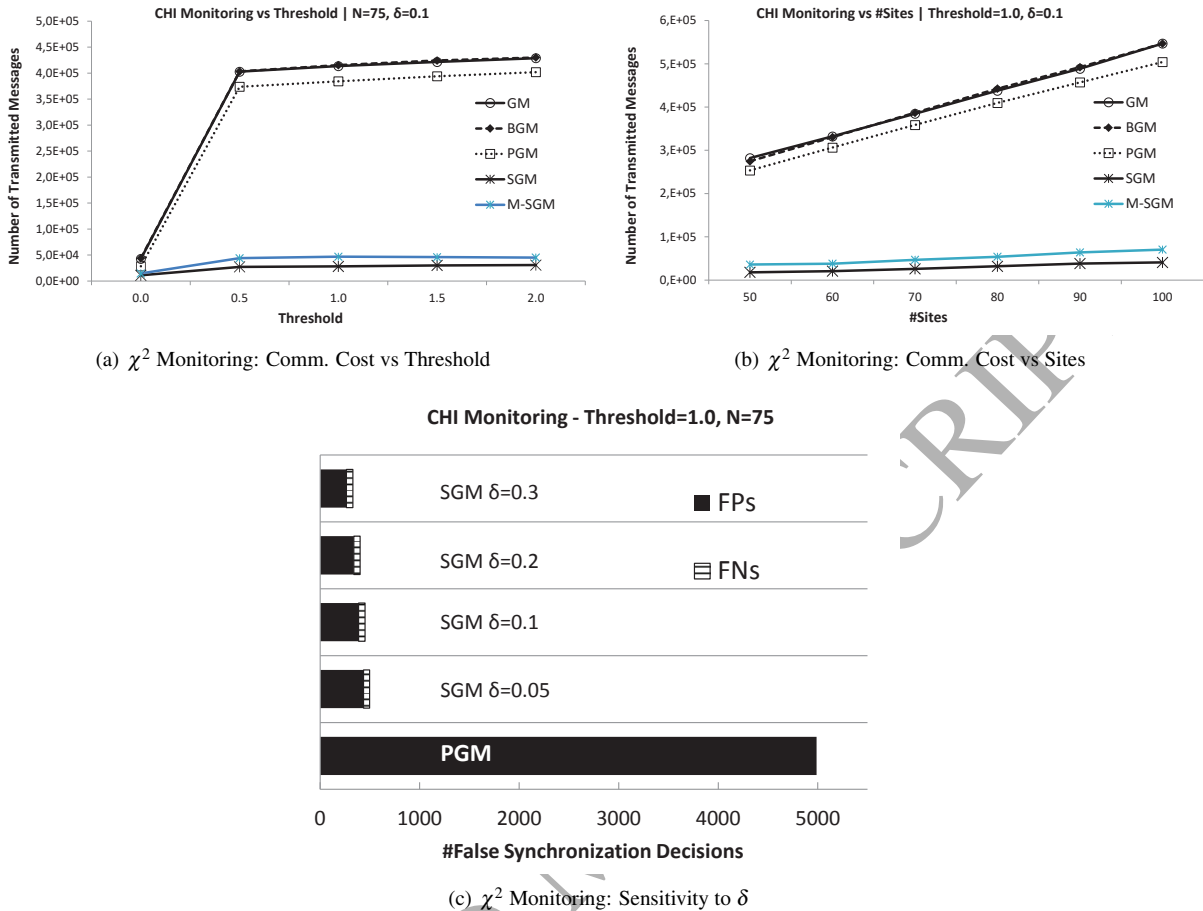 CHI Monitoring vs Threshold | N=75, δ=0.1
Number of Transmitted Messages
5,0E+05
4,5E+05
4,0E+05
3,5E+05
3,0E+05
2,5E+05
2,0E+05
1,5E+05
1,0E+05
5,0E+04
0,0E+00
GM
BGM
PGM
SGM
M-SGM
0.0 0.5 1.0 1.5 2.0
Threshold
(a) χ² Monitoring: Comm. Cost vs Threshold
CHI Monitoring vs #Sites | Threshold=1.0, δ=0.1
Number of Transmitted Messages
6,E+05
5,E+05
4,E+05
3,E+05
2,E+05
1,E+05
0,E+00
GM
BGM
PGM
SGM
M-SGM
50 60 70 80 90 100
#Sites
(b) χ² Monitoring: Comm. Cost vs Sites
CHI Monitoring - Threshold=1.0, N=75
SGM δ=0.3
SGM δ=0.2
SGM δ=0.1
SGM δ=0.05
PGM
FPs
FNs
0 1000 2000 3000 4000 5000
#False Synchronization Decisions
(c) χ² Monitoring: Sensitivity to δ
CRIP